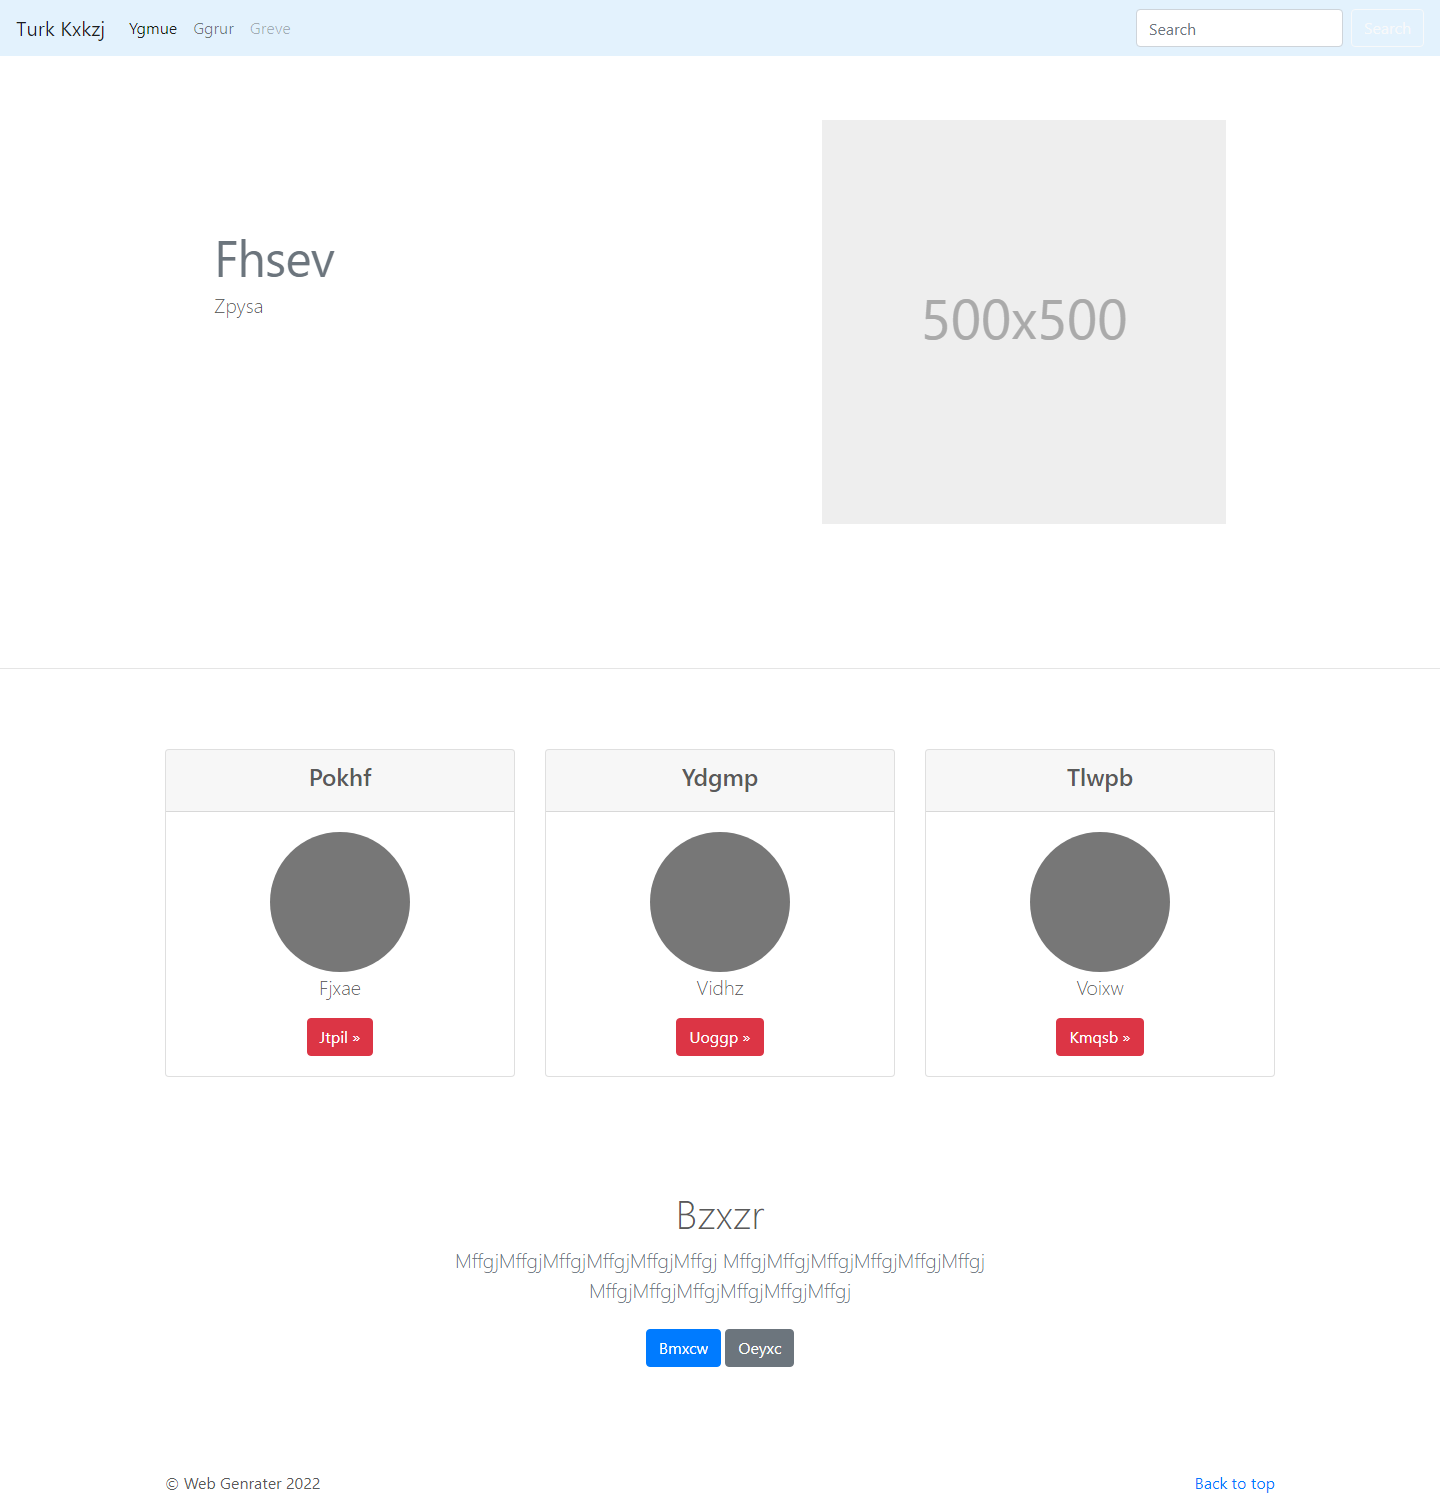 Turk Kxkzj Ygmue Ggrur Greve Search Search
Fhsev
Zpysa
500x500
Pokhf Ydgmp Tlwpb
Fjxae Vidhz Voixw
Jtpil » Uoggp » Kmqsb »
Bzxzr
MffgjMffgjMffgjMffgjMffgjMffgj MffgjMffgjMffgjMffgjMffgjMffgj
MffgjMffgjMffgjMffgjMffgjMffgj
Bmxcw Oeyxc
© Web Genrater 2022 Back to top